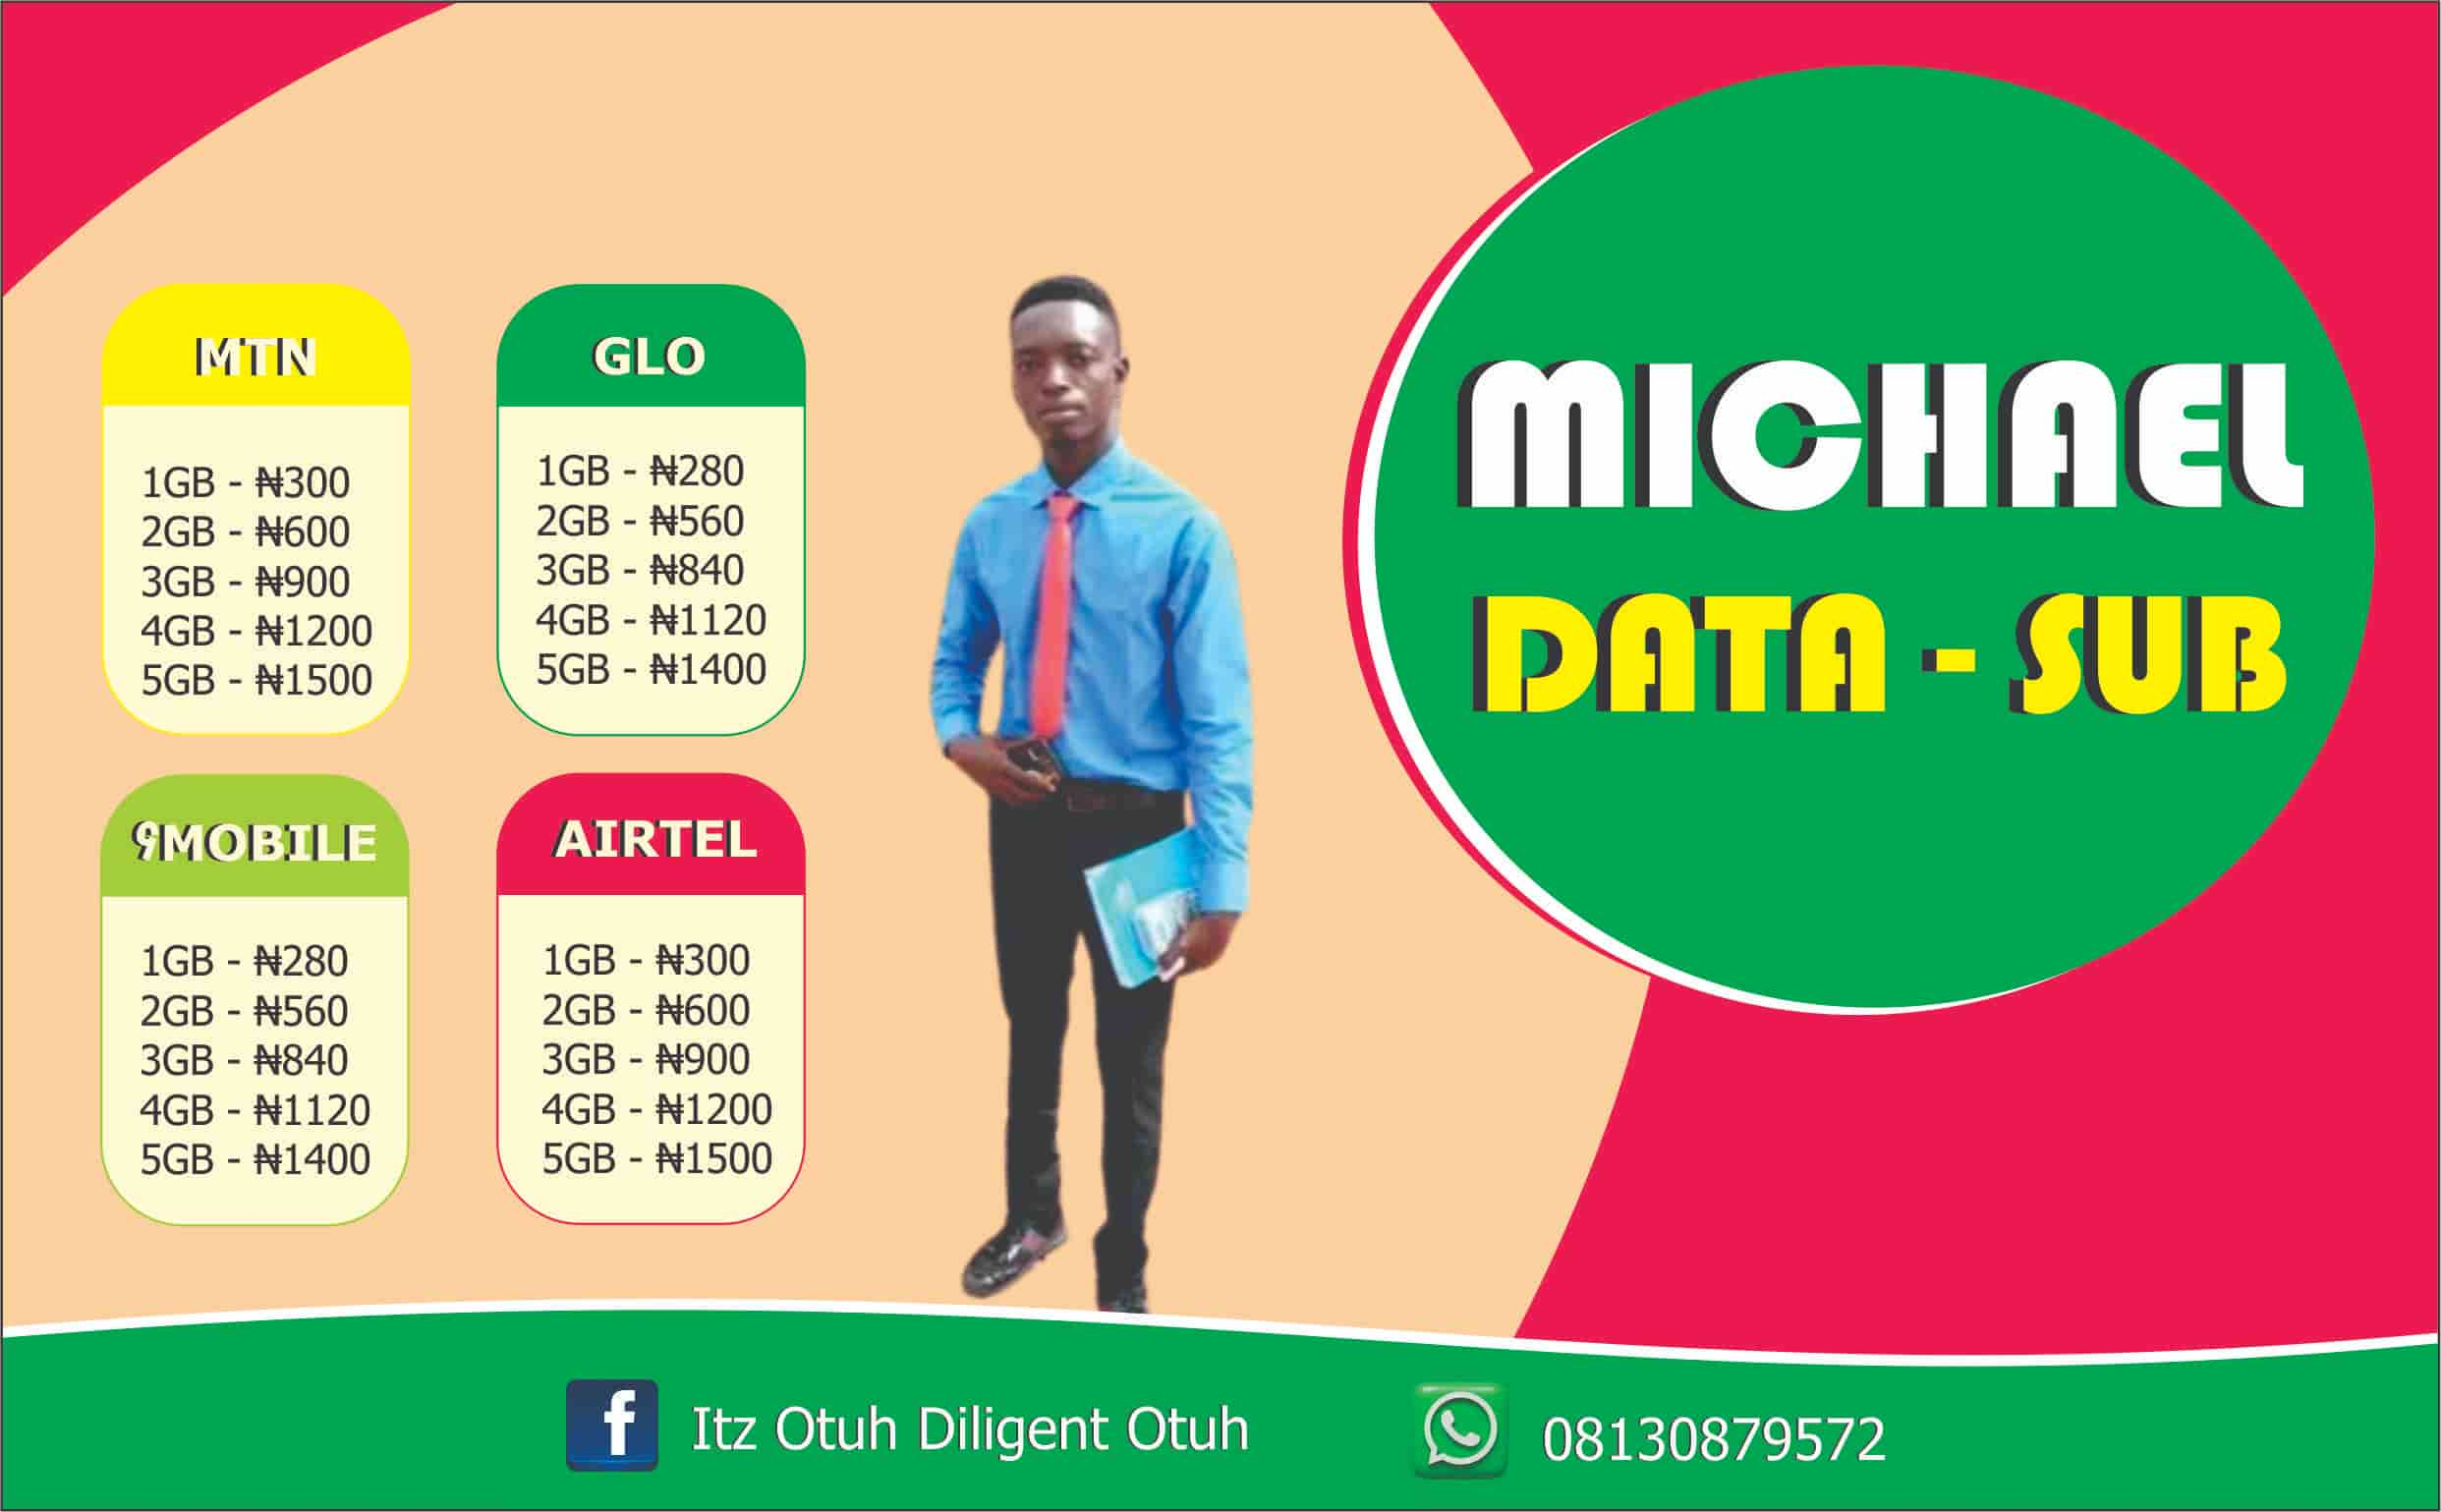 MICHAEL
DATA - SUB
MTN
1GB - ₦300
2GB - ₦600
3GB - ₦900
4GB - ₦1200
5GB - ₦1500
GLO
1GB - ₦280
2GB - ₦560
3GB - ₦840
4GB - ₦1120
5GB - ₦1400
9MOBILE
1GB - ₦280
2GB - ₦560
3GB - ₦840
4GB - ₦1120
5GB - ₦1400
AIRTEL
1GB - ₦300
2GB - ₦600
3GB - ₦900
4GB - ₦1200
5GB - ₦1500
Itz Otuh Diligent Otuh
08130879572